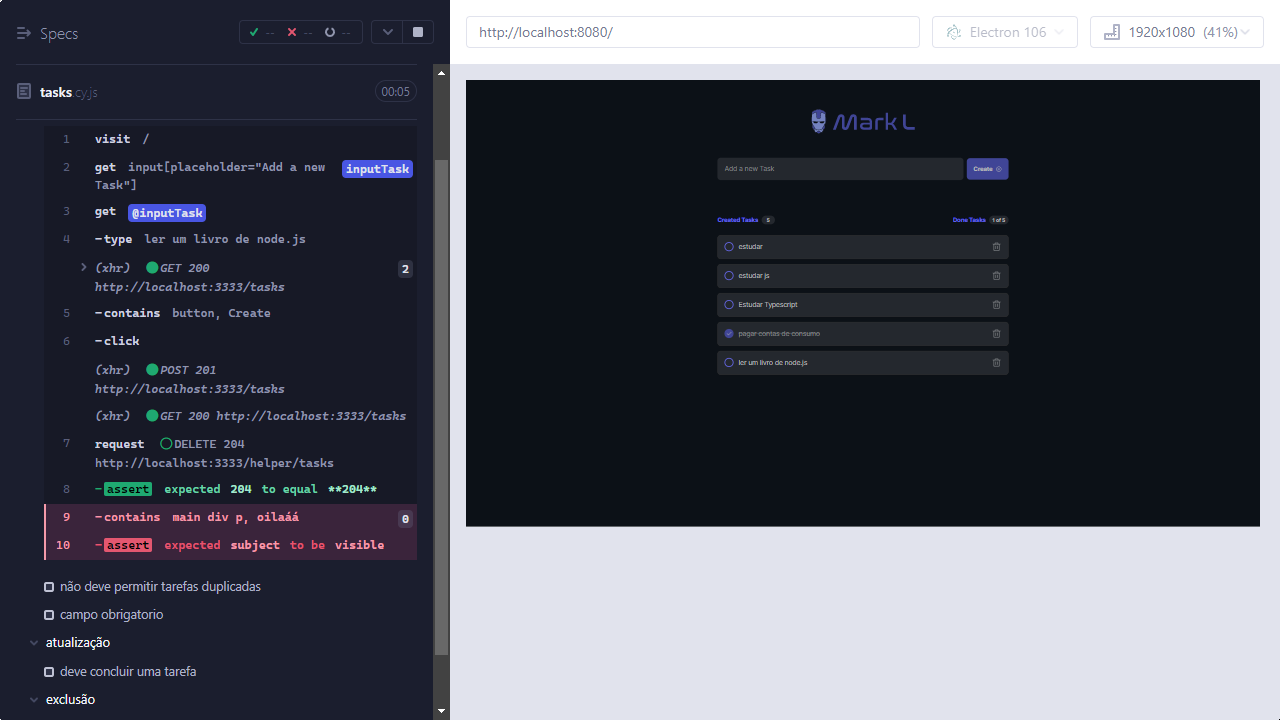 Specs
-- -- --
http://localhost:8080/
Electron 106
1920x1080 (41%)
tasks.cy.js
00:05
1 visit /
2 get input[placeholder="Add a new Task"] inputTask
3 get @inputTask
4 -type ler um livro de node.js
(xhr) GET 200 2
http://localhost:3333/tasks
5 -contains button, Create
6 -click
(xhr) POST 201
http://localhost:3333/tasks
(xhr) GET 200 http://localhost:3333/tasks
7 request DELETE 204
http://localhost:3333/helper/tasks
8 -assert expected 204 to equal **204**
9 -contains main div p, oilaáá 0
10 -assert expected subject to be visible
não deve permitir tarefas duplicadas
campo obrigatorio
atualização
deve concluir uma tarefa
exclusão
Mark L
Add a new Task
Create
Created Tasks 5
Done Tasks 1 of 5
estudar
estudar js
Estudar Typescript
pagar contas de consumo
ler um livro de node.js